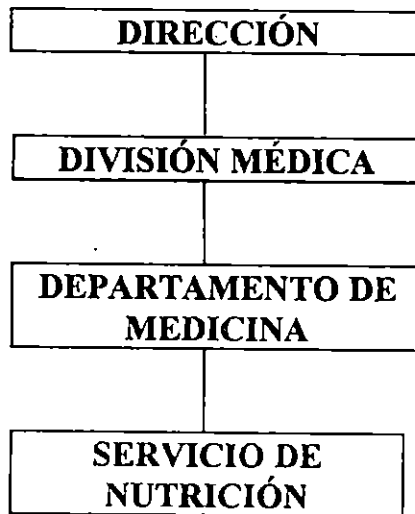 DIRECCIÓN
DIVISIÓN MÉDICA
DEPARTAMENTO DE
MEDICINA
SERVICIO DE
NUTRICIÓN